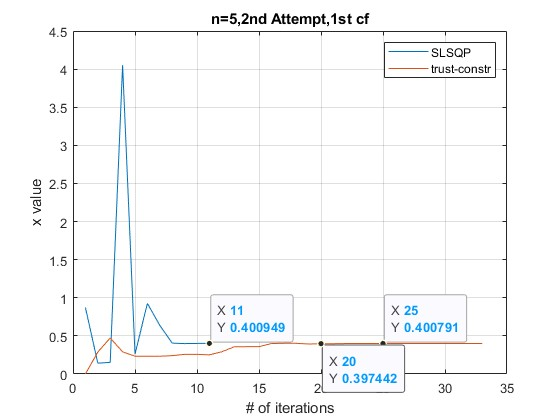 n=5,2nd Attempt,1st cf
4.5
4
3.5
3
2.5
2
1.5
1
0.5
0
x value
SLSQP
trust-constr
X 11
Y 0.400949
X 25
Y 0.400791
X 20
Y 0.397442
0 5 10 15 20 25 30 35
# of iterations